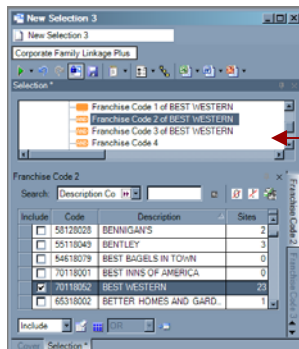 New Selection 3
New Selection 3
Corporate Family Linkage Plus
Selection *
Franchise Code 1 of BEST WESTERN
Franchise Code 2 of BEST WESTERN
Franchise Code 3 of BEST WESTERN
Franchise Code 4
Franchise Code 2
Search: Description Co
Include Code Description Sites
58128028 BENNIGAN'S 2
55118049 BENTLEY 3
54618079 BEST BAGELS IN TOWN 0
70118001 BEST INNS OF AMERICA 0
70118052 BEST WESTERN 23
65318002 BETTER HOMES AND GARD... 1
Include OR
Cover Selection *
Franchise Code 2
Franchise Code 3